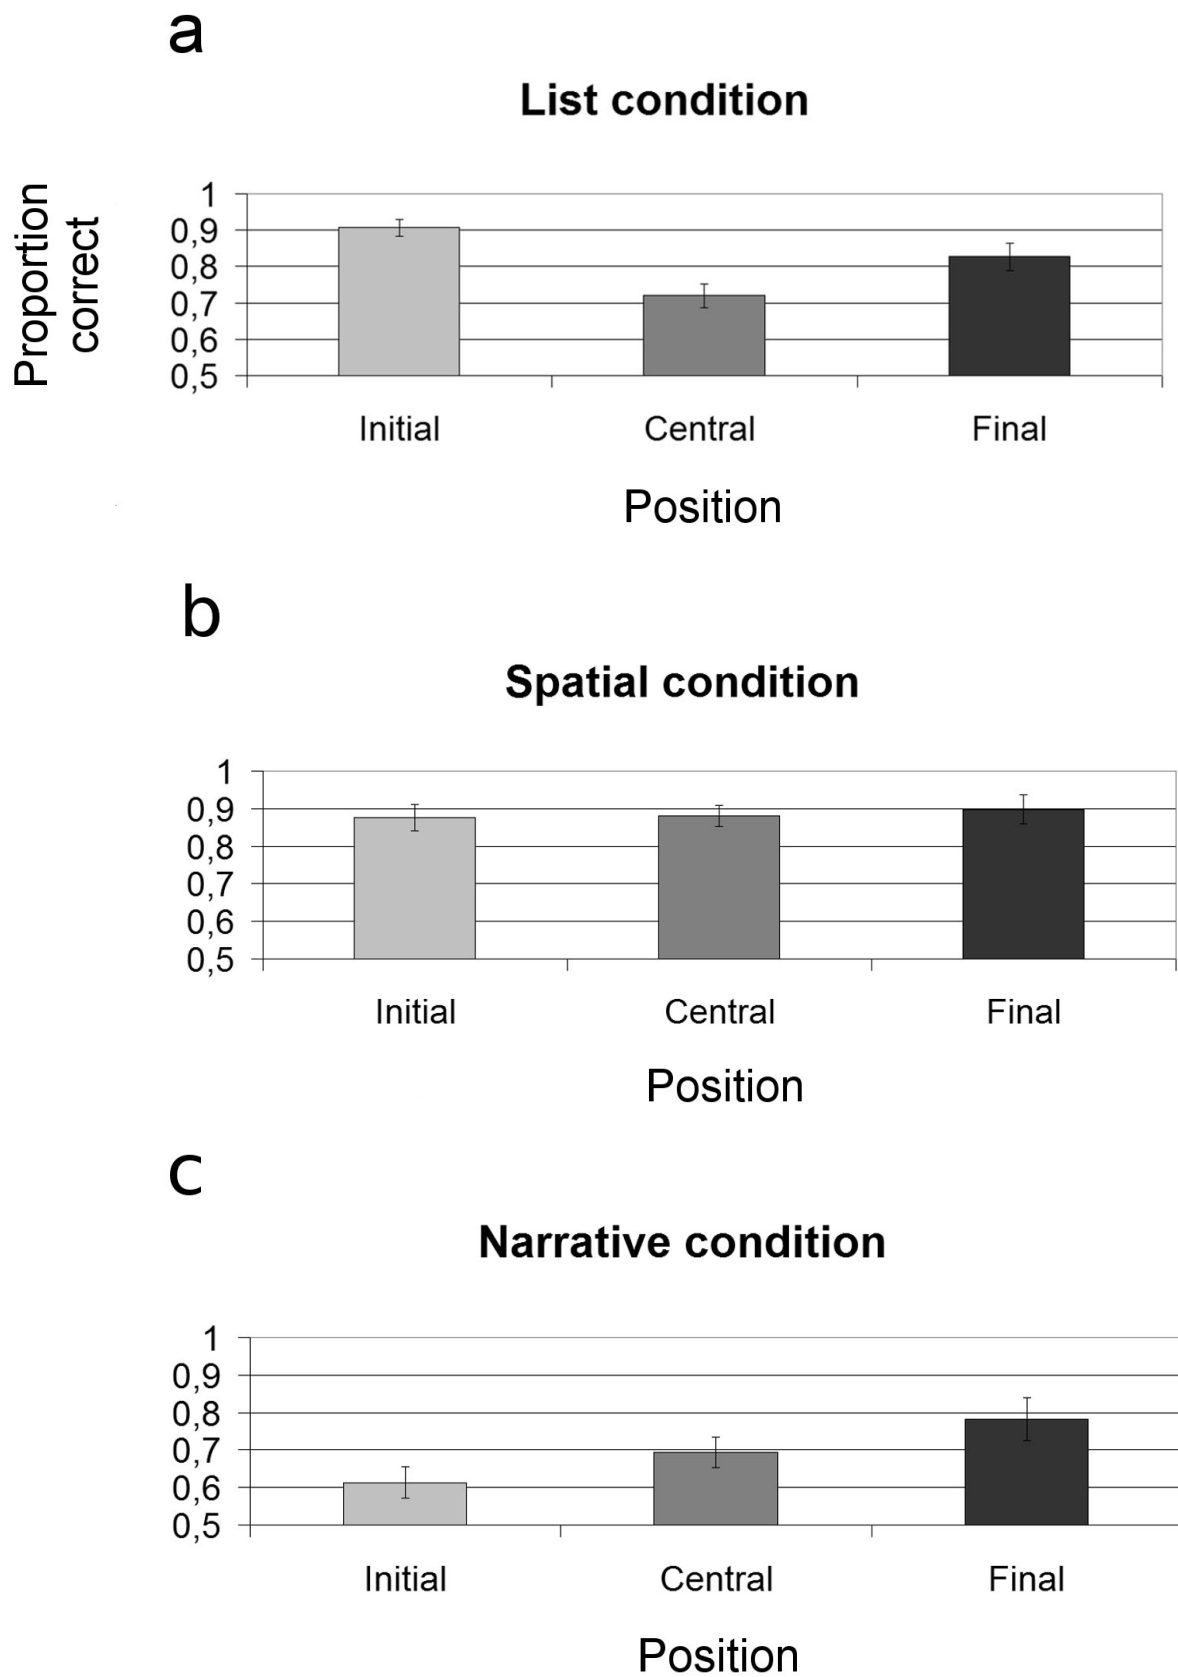 a
List condition
Proportion
correct
1
0,9
0,8
0,7
0,6
0,5
Initial Central Final
Position
b
Spatial condition
1
0,9
0,8
0,7
0,6
0,5
Initial Central Final
Position
c
Narrative condition
1
0,9
0,8
0,7
0,6
0,5
Initial Central Final
Position